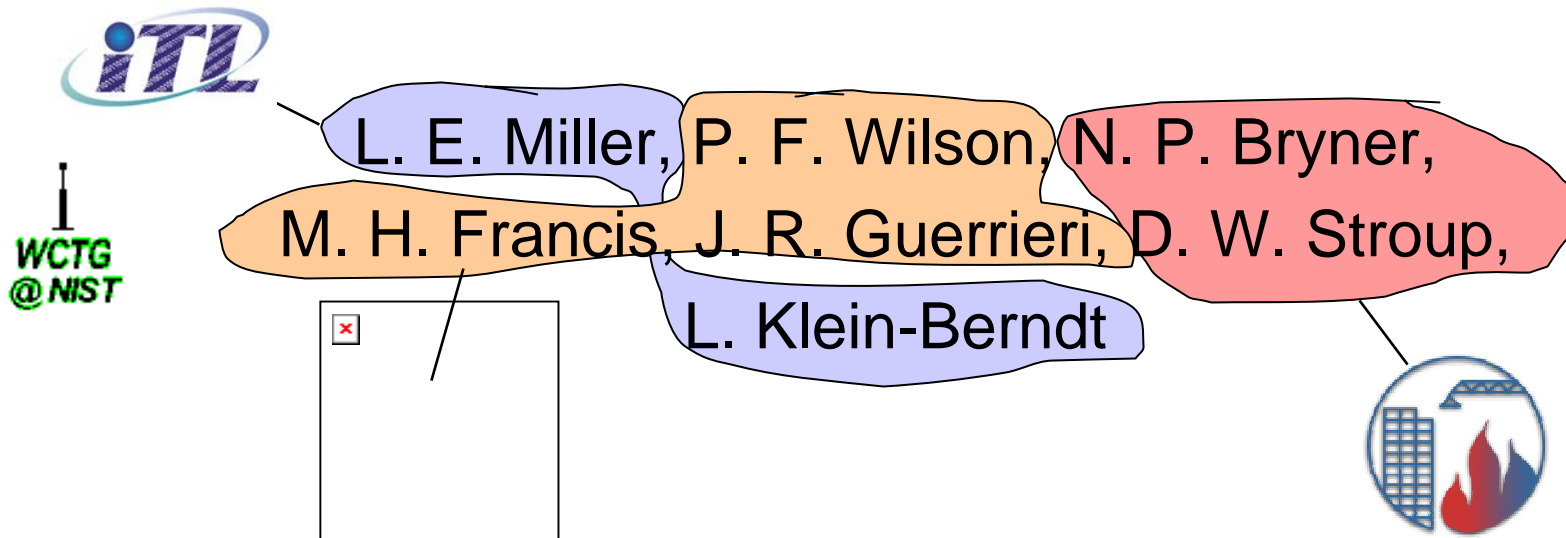 iTL
L. E. Miller, P. F. Wilson, N. P. Bryner,
M. H. Francis, J. R. Guerrieri, D. W. Stroup,
L. Klein-Berndt
WCTG
@ NIST